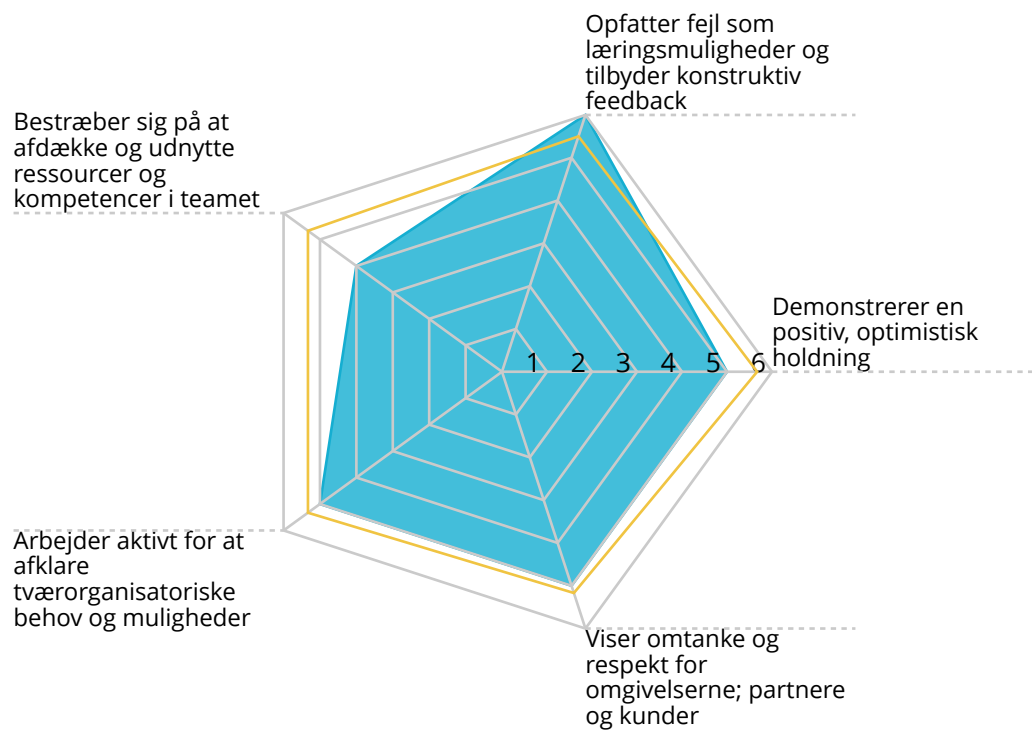 Opfatter fejl som
læringsmuligheder og
tilbyder konstruktiv
feedback
Bestræber sig på at
afdække og udnytte
ressourcer og
kompetencer i teamet
Demonstrerer en
positiv, optimistisk
holdning
1 2 3 4 5 6
Arbejder aktivt for at
afklare
tværorganisatoriske
behov og muligheder
Viser omtanke og
respekt for
omgivelserne; partnere
og kunder